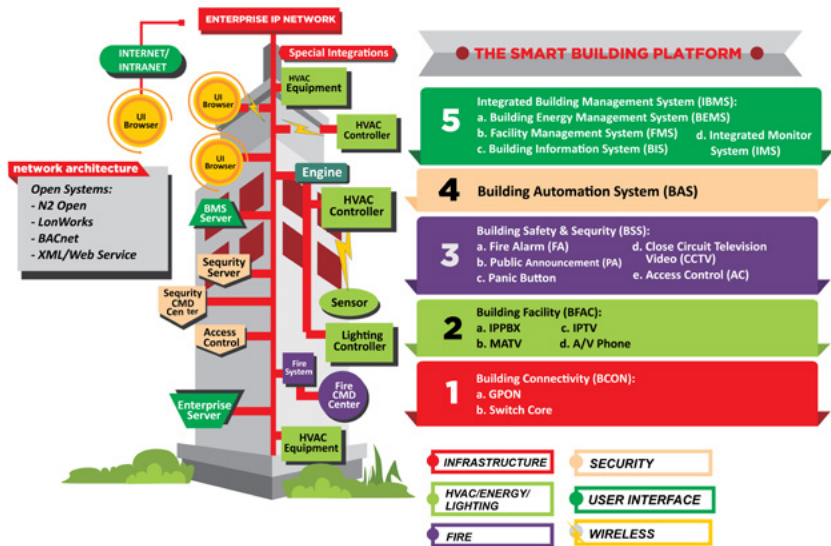 ENTERPRISE IP NETWORK
INTERNET/
INTRANET
UI
Browser
Special Integrations
HVAC
Equipment
UI
Browser
HVAC
Controller
UI
Browser
Engine
network architecture
Open Systems:
- N2 Open
- LonWorks
- BACnet
- XML/Web Service
BMS
Server
HVAC
Controller
Sequrity
Server
Sequrity
CMD
Center
Sensor
Access
Control
Lighting
Controller
Fire
System
Fire
CMD
Center
Enterprise
Server
HVAC
Equipment
THE SMART BUILDING PLATFORM
5
Integrated Building Management System (IBMS):
a. Building Energy Management System (BEMS)
b. Facility Management System (FMS)
c. Building Information System (BIS)
d. Integrated Monitor
System (IMS)
4
Building Automation System (BAS)
3
Building Safety & Sequrity (BSS):
a. Fire Alarm (FA)
b. Public Announcement (PA)
c. Panic Button
d. Close Circuit Television
Video (CCTV)
e. Access Control (AC)
2
Building Facility (BFAC):
a. IPPBX
b. MATV
c. IPTV
d. A/V Phone
1
Building Connectivity (BCON):
a. GPON
b. Switch Core
INFRASTRUCTURE
HVAC/ENERGY/
LIGHTING
FIRE
SECURITY
USER INTERFACE
WIRELESS